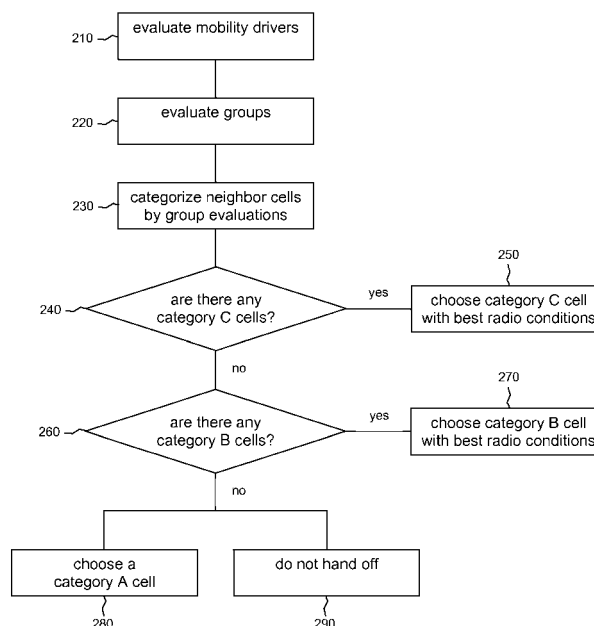 evaluate mobility drivers
210
evaluate groups
220
categorize neighbor cells
by group evaluations
230
250
are there any
category C cells?
240
yes
choose category C cell
with best radio conditions
no
270
are there any
category B cells?
260
yes
choose category B cell
with best radio conditions
no
choose a
category A cell
do not hand off
280
290